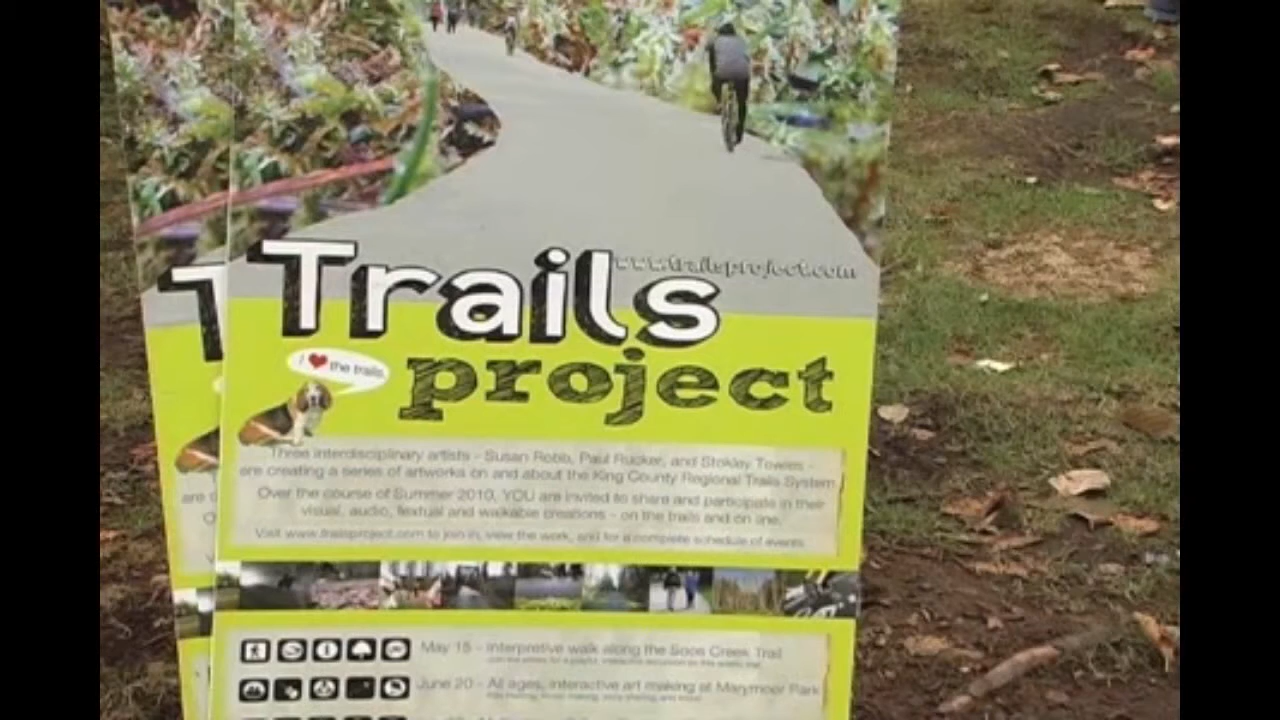 www.trailsproject.com
Trails
project
I ❤ the trails.
Three interdisciplinary artists - Susan Robb, Paul Rucker, and Stokley Towles -
are creating a series of artworks on and about the King County Regional Trails System
Over the course of Summer 2010, YOU are invited to share and participate in their
visual, audio, textual and walkable creations - on the trails and on line.
Visit www.trailsproject.com to join in, view the work, and for a complete schedule of events
May 15 - Interpretive walk along the Soos Creek Trail
June 20 - All ages, interactive art making at Marymoor Park
T
are